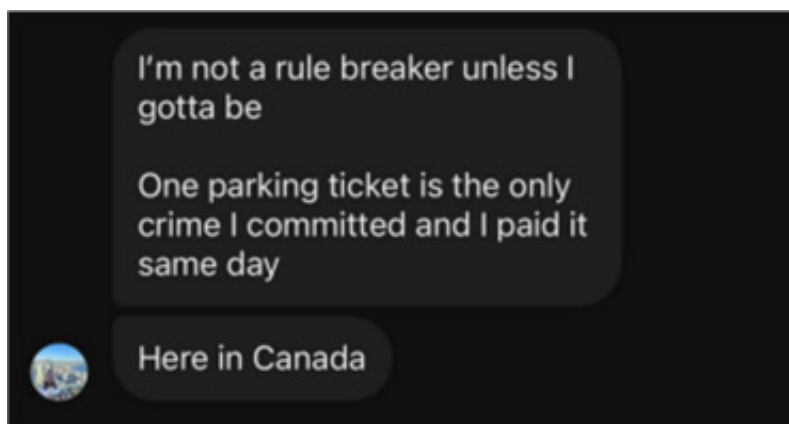 I'm not a rule breaker unless I
gotta be
One parking ticket is the only
crime I committed and I paid it
same day
Here in Canada